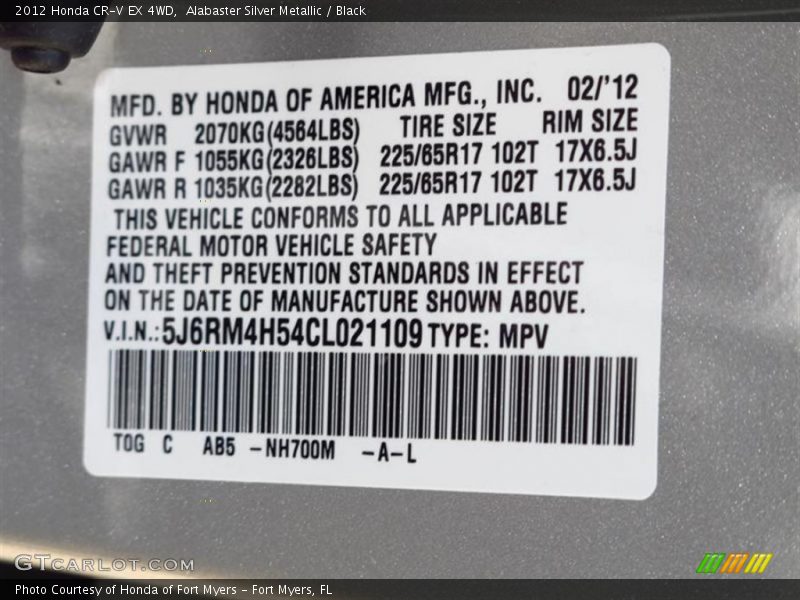 2012 Honda CR-V EX 4WD,  Alabaster Silver Metallic / Black
MFD. BY HONDA OF AMERICA MFG., INC. 02/'12
GVWR 2070KG(4564LBS) TIRE SIZE RIM SIZE
GAWR F 1055KG(2326LBS) 225/65R17 102T 17X6.5J
GAWR R 1035KG(2282LBS) 225/65R17 102T 17X6.5J
THIS VEHICLE CONFORMS TO ALL APPLICABLE
FEDERAL MOTOR VEHICLE SAFETY
AND THEFT PREVENTION STANDARDS IN EFFECT
ON THE DATE OF MANUFACTURE SHOWN ABOVE.
V.I.N.:5J6RM4H54CL021109 TYPE: MPV
TOG C AB5 -NH700M -A-L
GTCARLOT.COM
Photo Courtesy of Honda of Fort Myers - Fort Myers, FL